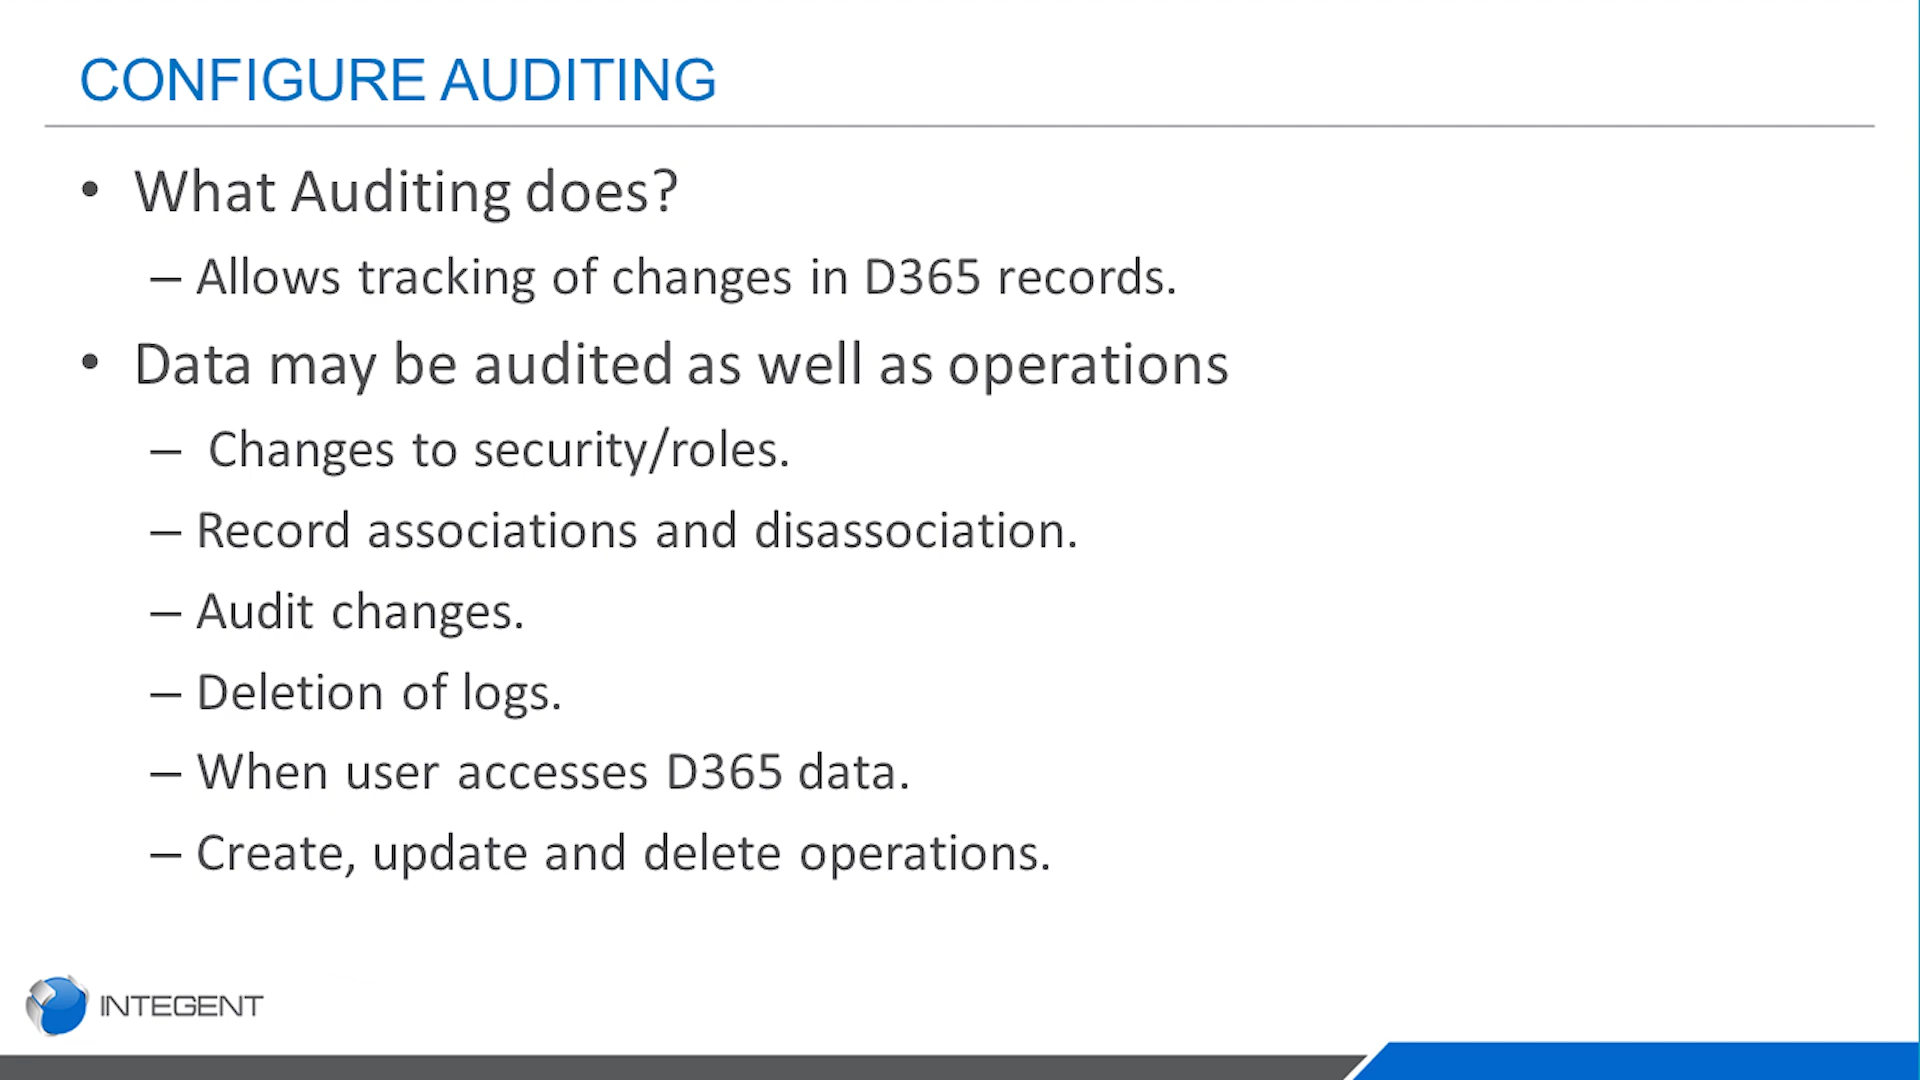 CONFIGURE AUDITING
• What Auditing does?
– Allows tracking of changes in D365 records.
• Data may be audited as well as operations
– Changes to security/roles.
– Record associations and disassociation.
– Audit changes.
– Deletion of logs.
– When user accesses D365 data.
– Create, update and delete operations.
INTEGENT